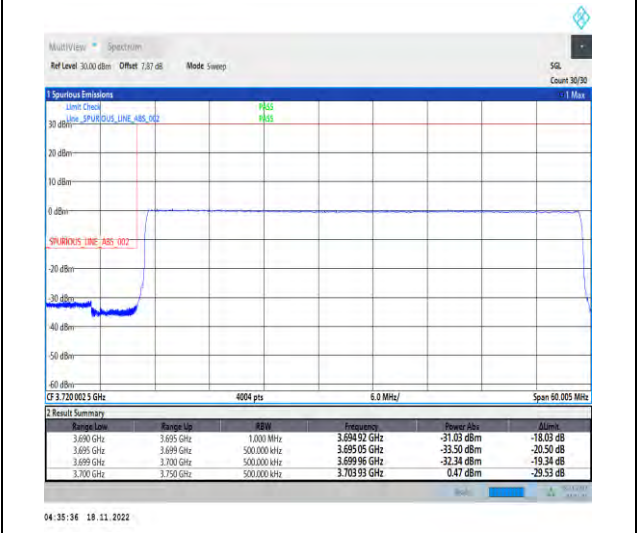 MultiView Spectrum
Ref Level 30.00 dBm Offset 7.87 dB Mode Sweep SGL
Count 30/30
1 Spurious Emissions 1 Max
Limit Check PASS
Line _SPURIOUS_LINE_ABS_002 PASS
30 dBm
20 dBm
10 dBm
0 dBm
_SPURIOUS_LINE_ABS_002
-20 dBm
-30 dBm
-40 dBm
-50 dBm
-60 dBm
CF 3.720 002 5 GHz 4004 pts 6.0 MHz/ Span 60.005 MHz
2 Result Summary
Range Low Range Up RBW Frequency Power Abs ΔLimit
3.690 GHz 3.695 GHz 1.000 MHz 3.694 92 GHz -31.03 dBm -18.03 dB
3.695 GHz 3.699 GHz 500.000 kHz 3.695 05 GHz -33.50 dBm -20.50 dB
3.699 GHz 3.700 GHz 500.000 kHz 3.699 96 GHz -32.34 dBm -19.34 dB
3.700 GHz 3.750 GHz 500.000 kHz 3.703 93 GHz 0.47 dBm -29.53 dB
04:35:36 18.11.2022